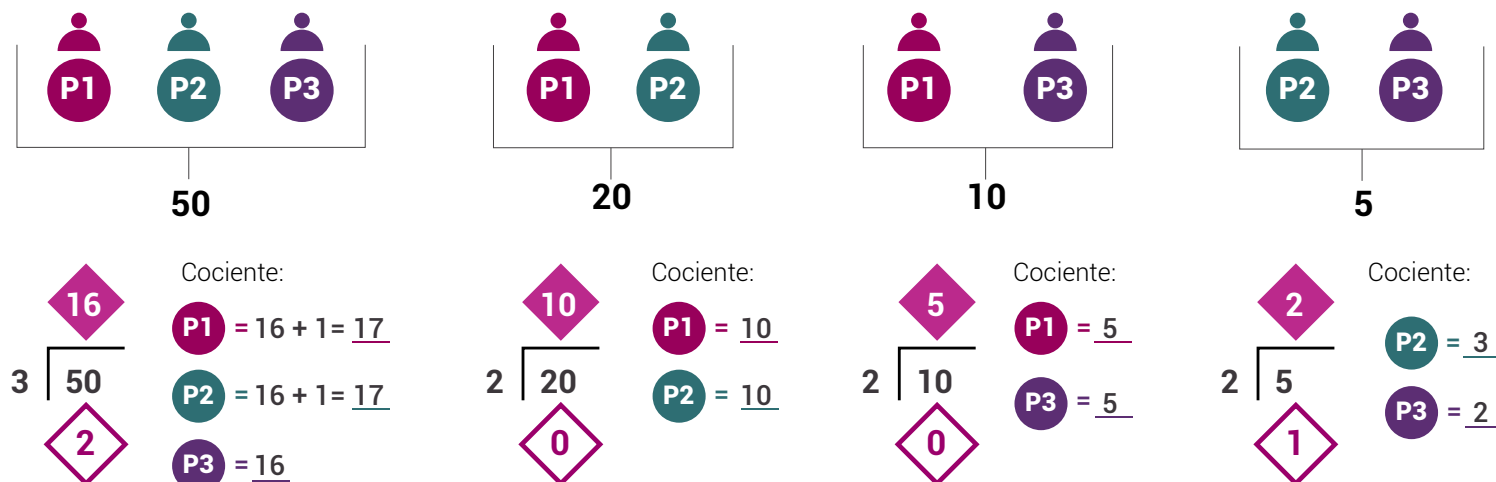 P1 P2 P3
50
P1 P2
20
P1 P3
10
P2 P3
5
16
3 50
2
Cociente:
P1 = 16 + 1= 17
P2 = 16 + 1= 17
P3 = 16
10
2 20
0
Cociente:
P1 = 10
P2 = 10
5
2 10
0
Cociente:
P1 = 5
P3 = 5
2
2 5
1
Cociente:
P2 = 3
P3 = 2